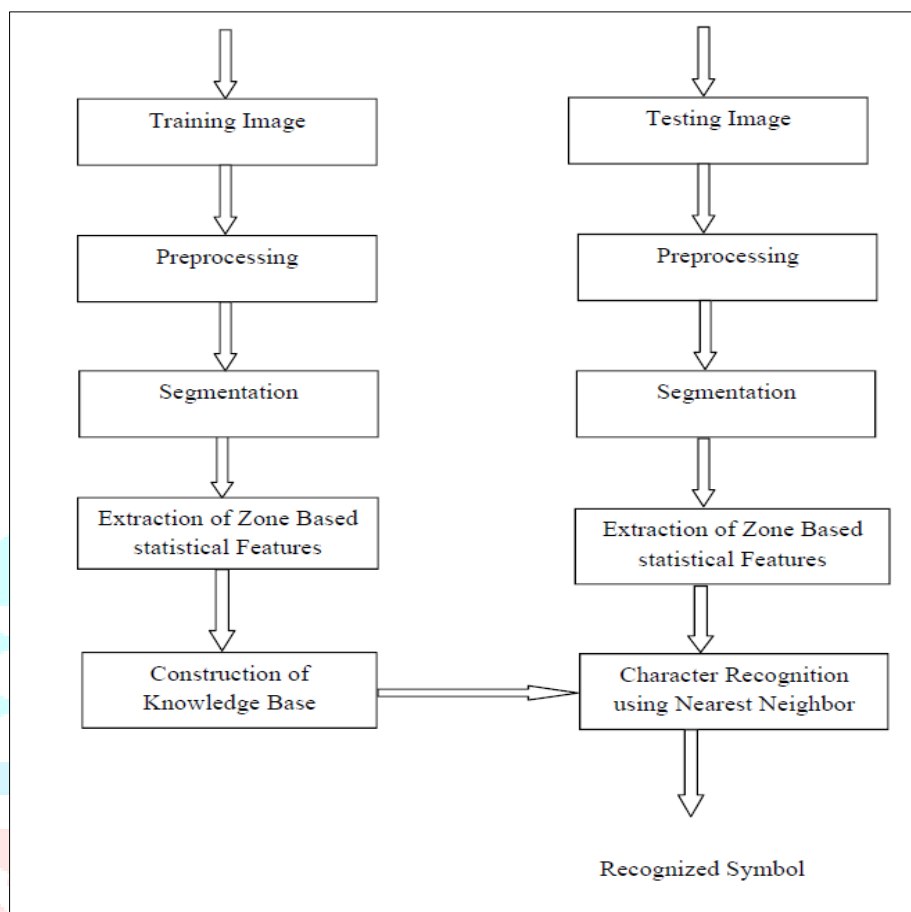 Training Image
Preprocessing
Segmentation
Extraction of Zone Based
statistical Features
Construction of
Knowledge Base
Testing Image
Preprocessing
Segmentation
Extraction of Zone Based
statistical Features
Character Recognition
using Nearest Neighbor
Recognized Symbol